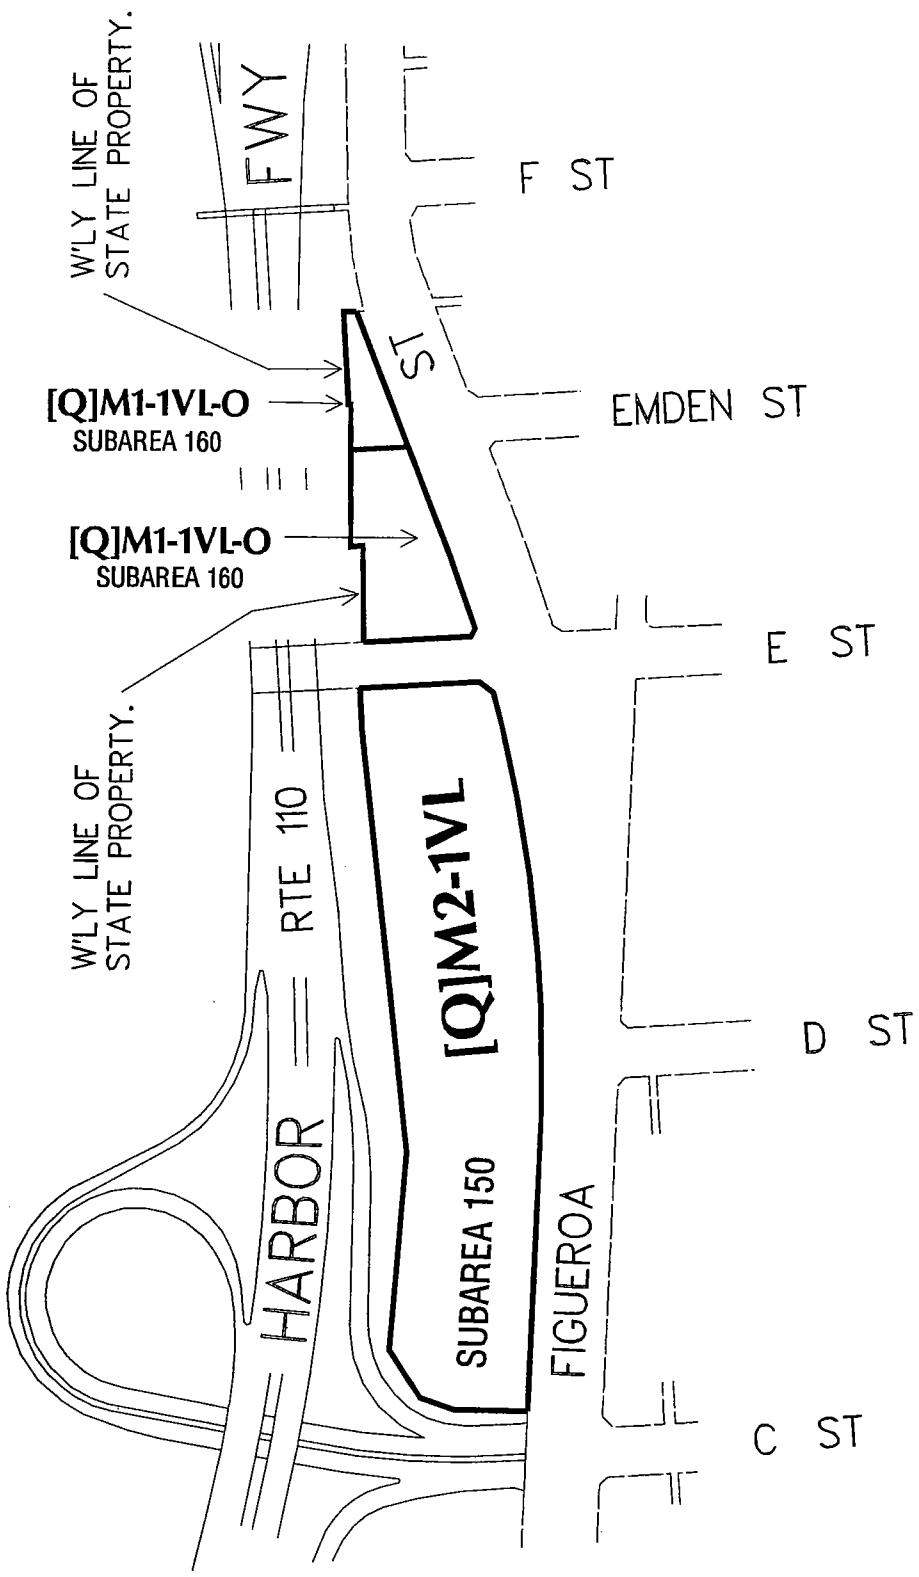 W'LY LINE OF
STATE PROPERTY.
FWY
F ST
[Q]M1-1VL-O
SUBAREA 160
ST
EMDEN ST
[Q]M1-1VL-O
SUBAREA 160
E ST
W'LY LINE OF
STATE PROPERTY.
RTE 110
[Q]M2-1VL
D ST
HARBOR
SUBAREA 150
FIGUEROA
C ST